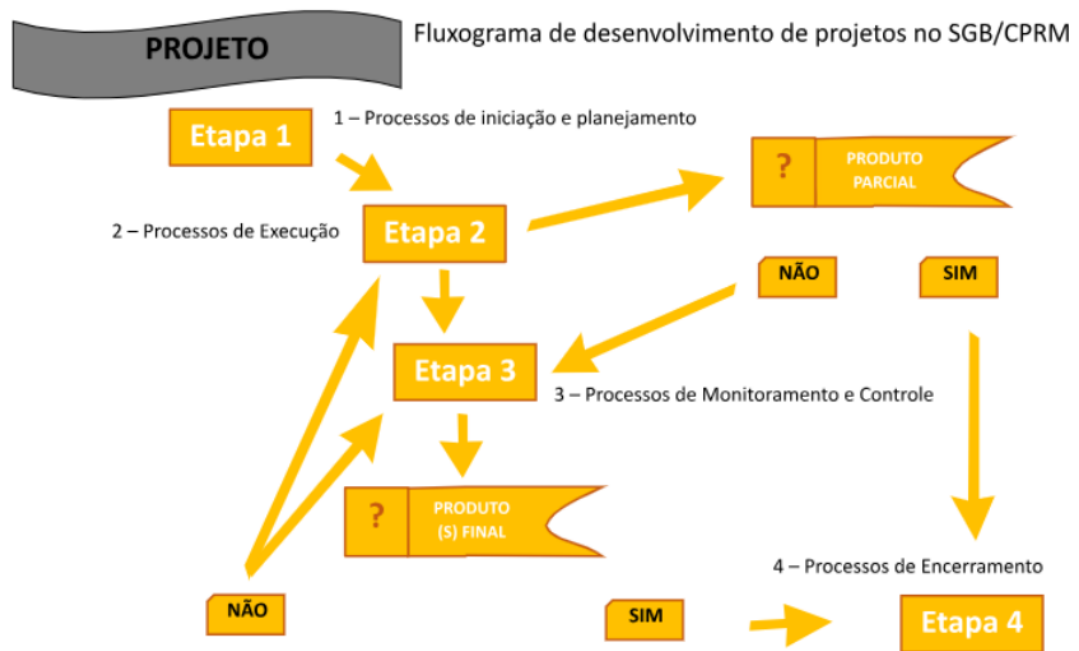 PROJETO
Fluxograma de desenvolvimento de projetos no SGB/CPRM
Etapa 1
1 – Processos de iniciação e planejamento
?
PRODUTO
PARCIAL
2 – Processos de Execução
Etapa 2
NÃO
SIM
Etapa 3
3 – Processos de Monitoramento e Controle
?
PRODUTO
(S) FINAL
4 – Processos de Encerramento
NÃO
SIM
Etapa 4